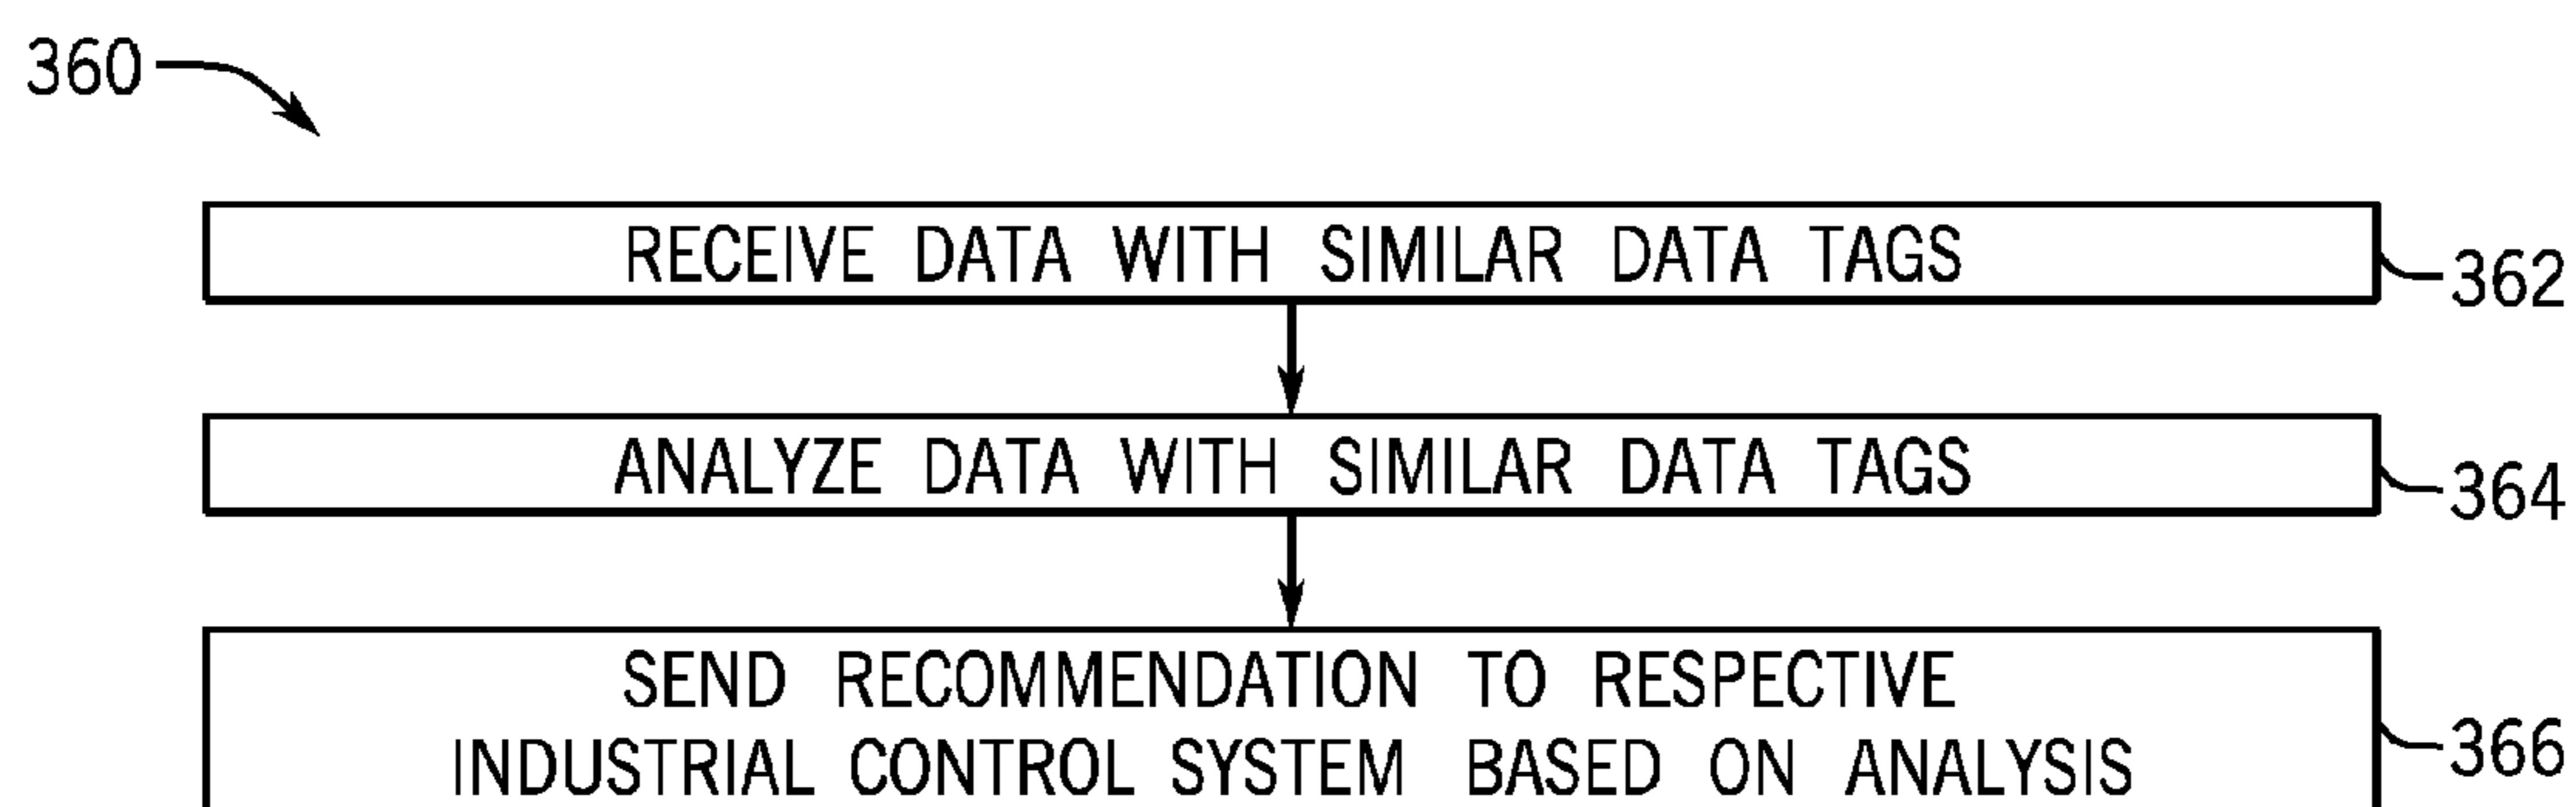 360
RECEIVE DATA WITH SIMILAR DATA TAGS
362
ANALYZE DATA WITH SIMILAR DATA TAGS
364
SEND RECOMMENDATION TO RESPECTIVE
INDUSTRIAL CONTROL SYSTEM BASED ON ANALYSIS
366